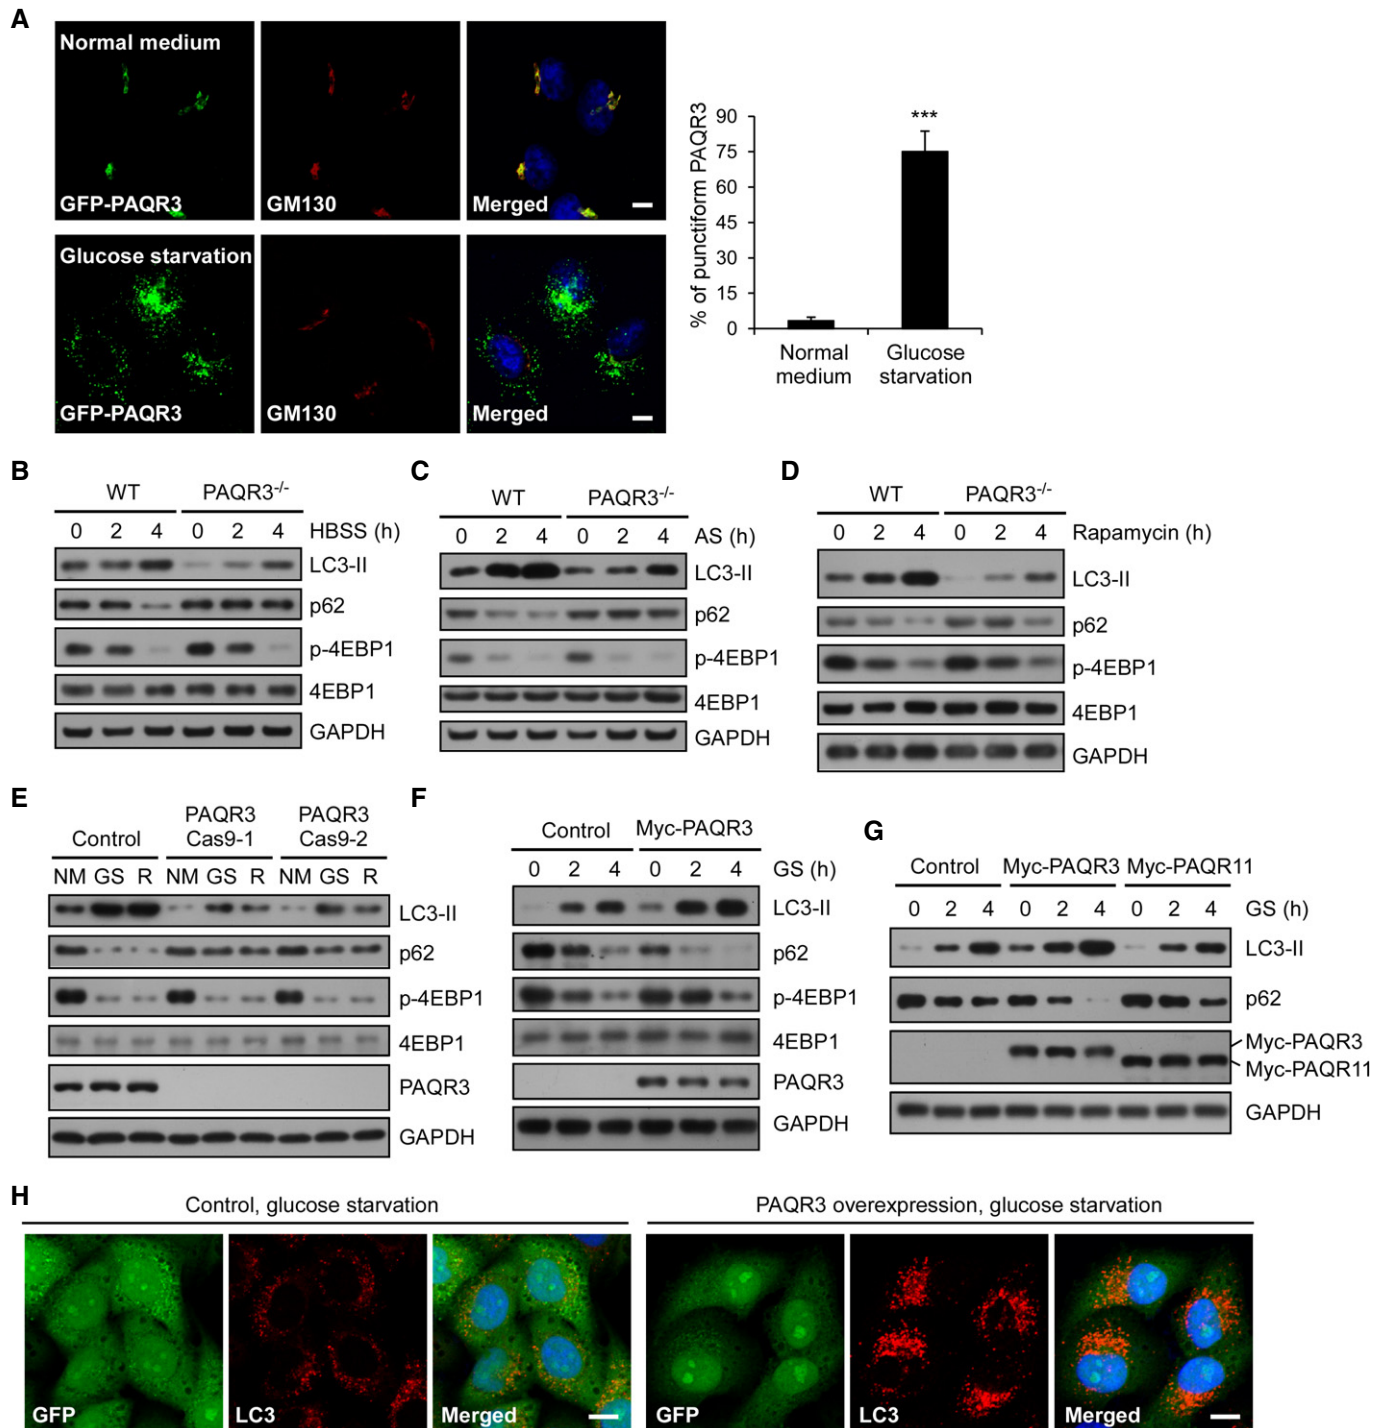 A
Normal medium
GFP-PAQR3
GM130
Merged
Glucose starvation
GFP-PAQR3
GM130
Merged
% of punctiform PAQR3
90
75
60
45
30
15
0
***
Normal medium
Glucose starvation
B
WT PAQR3-/-
0 2 4 0 2 4 HBSS (h)
LC3-II
p62
p-4EBP1
4EBP1
GAPDH
C
WT PAQR3-/-
0 2 4 0 2 4 AS (h)
LC3-II
p62
p-4EBP1
4EBP1
GAPDH
D
WT PAQR3-/-
0 2 4 0 2 4 Rapamycin (h)
LC3-II
p62
p-4EBP1
4EBP1
GAPDH
E
Control PAQR3 Cas9-1 PAQR3 Cas9-2
NM GS R NM GS R NM GS R
LC3-II
p62
p-4EBP1
4EBP1
PAQR3
GAPDH
F
Control Myc-PAQR3
0 2 4 0 2 4 GS (h)
LC3-II
p62
p-4EBP1
4EBP1
PAQR3
GAPDH
G
Control Myc-PAQR3 Myc-PAQR11
0 2 4 0 2 4 0 2 4 GS (h)
LC3-II
p62
Myc-PAQR3
Myc-PAQR11
GAPDH
H
Control, glucose starvation
GFP
LC3
Merged
PAQR3 overexpression, glucose starvation
GFP
LC3
Merged